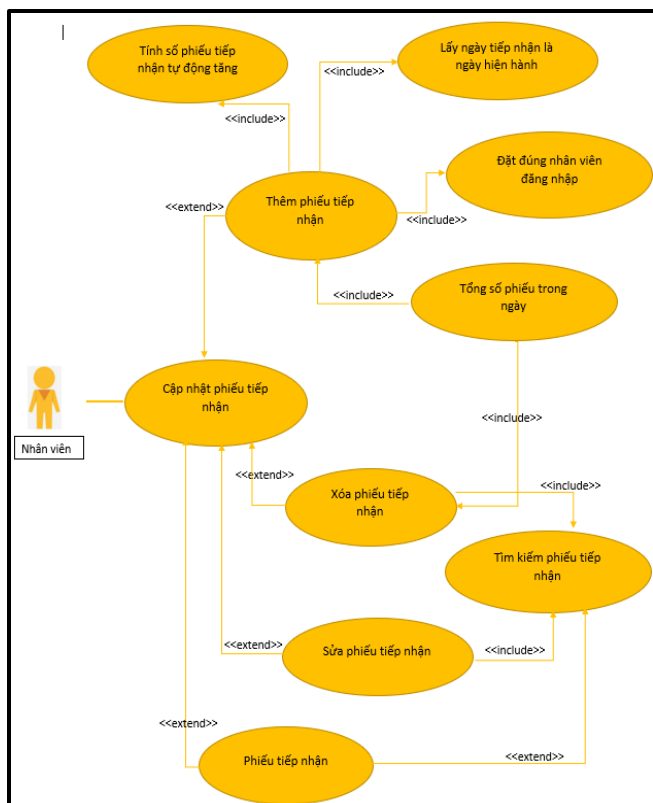 Tính số phiếu tiếp
nhận tự động tăng
Lấy ngày tiếp nhận là
ngày hiện hành
<<include>>
<<include>>
Đặt đúng nhân viên
đăng nhập
<<extend>>
Thêm phiếu tiếp
nhận
<<include>>
<<include>>
Tổng số phiếu trong
ngày
Cập nhật phiếu tiếp
nhận
<<include>>
Nhân viên
<<extend>>
Xóa phiếu tiếp
nhận
<<include>>
Tìm kiếm phiếu tiếp
nhận
<<extend>>
Sửa phiếu tiếp nhận
<<include>>
<<extend>>
Phiếu tiếp nhận
<<extend>>